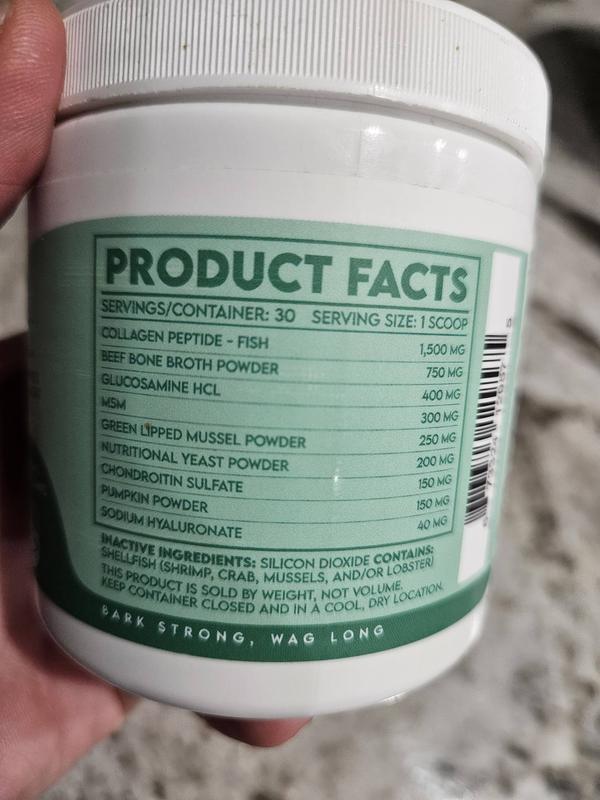 PRODUCT FACTS
SERVINGS/CONTAINER: 30 SERVING SIZE: 1 SCOOP
COLLAGEN PEPTIDE - FISH 1,500 MG
BEEF BONE BROTH POWDER 750 MG
GLUCOSAMINE HCL 400 MG
MSM 300 MG
GREEN LIPPED MUSSEL POWDER 250 MG
NUTRITIONAL YEAST POWDER 200 MG
CHONDROITIN SULFATE 150 MG
PUMPKIN POWDER 150 MG
SODIUM HYALURONATE 40 MG
INACTIVE INGREDIENTS: SILICON DIOXIDE CONTAINS:
SHELLFISH (SHRIMP, CRAB, MUSSELS, AND/OR LOBSTER)
THIS PRODUCT IS SOLD BY WEIGHT, NOT VOLUME.
KEEP CONTAINER CLOSED AND IN A COOL, DRY LOCATION.
BARK STRONG, WAG LONG